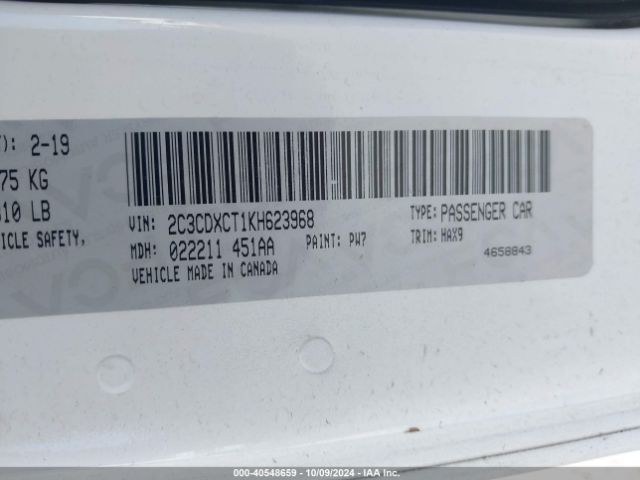 ): 2-19
75 KG
10 LB
ICLE SAFETY,
VIN: 2C3CDXCT1KH623968
TYPE: PASSENGER CAR
MDH: 022211 451AA
PAINT: PW7
TRIM: HAX9
VEHICLE MADE IN CANADA
4658843
000-40548659 - 10/09/2024 - IAA Inc.